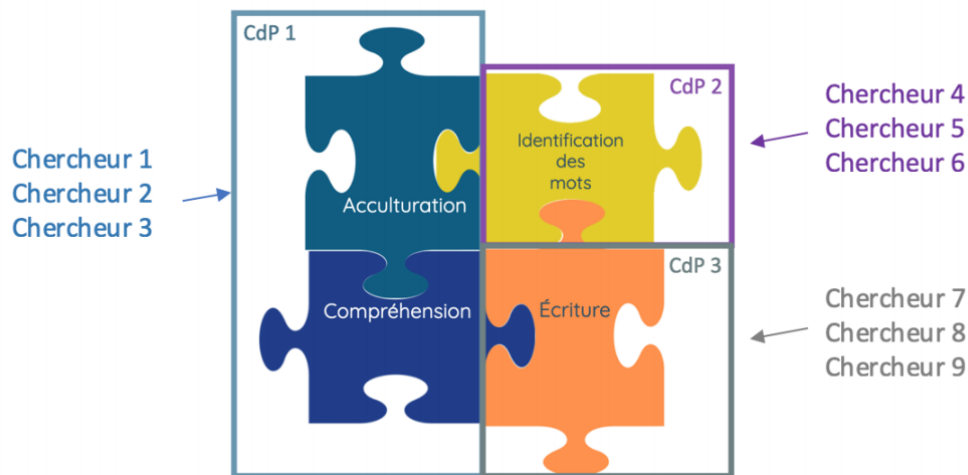 CdP 1
CdP 2
Identification
des
mots
Acculturation
Chercheur 1
Chercheur 2
Chercheur 3
Chercheur 4
Chercheur 5
Chercheur 6
CdP 3
Compréhension
Écriture
Chercheur 7
Chercheur 8
Chercheur 9